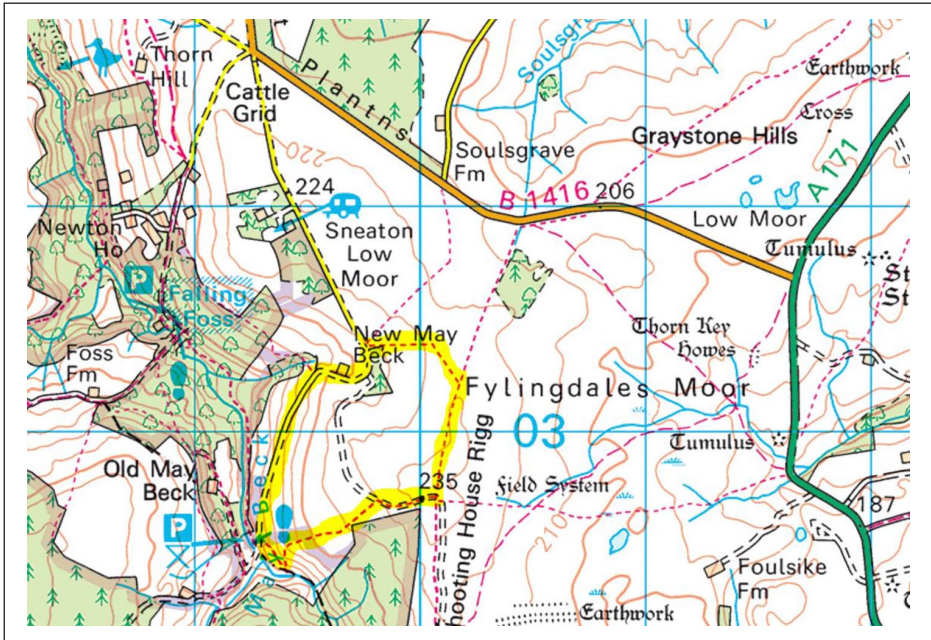 Thorn
Hill
Cattle
Grid
Plantns
Soulsgrave
Fm
Earthwork
Cross
Graystone Hills
A 171
B 1416
206
220
224
Low Moor
Tumulus
Newton
Ho
Sneaton
Low
Moor
P
Falling
Foss
Foss
Fm
New May
Beck
Thorn Key
Howes
Fylingdales Moor
03
Tumulus
Old May
Beck
Beck
235
Field System
hooting House Rigg
210
187
P
Foulsike
Fm
Earthwork